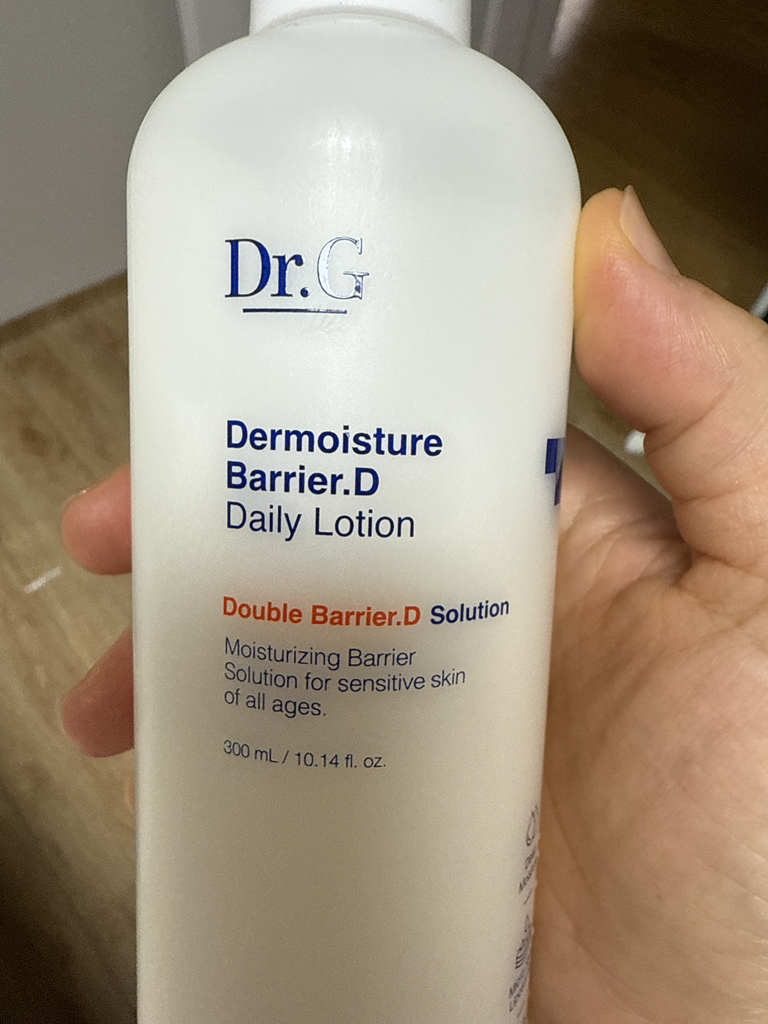 Dr.G
Dermoisture
Barrier.D
Daily Lotion
Double Barrier.D Solution
Moisturizing Barrier
Solution for sensitive skin
of all ages.
300 mL / 10.14 fl. oz.